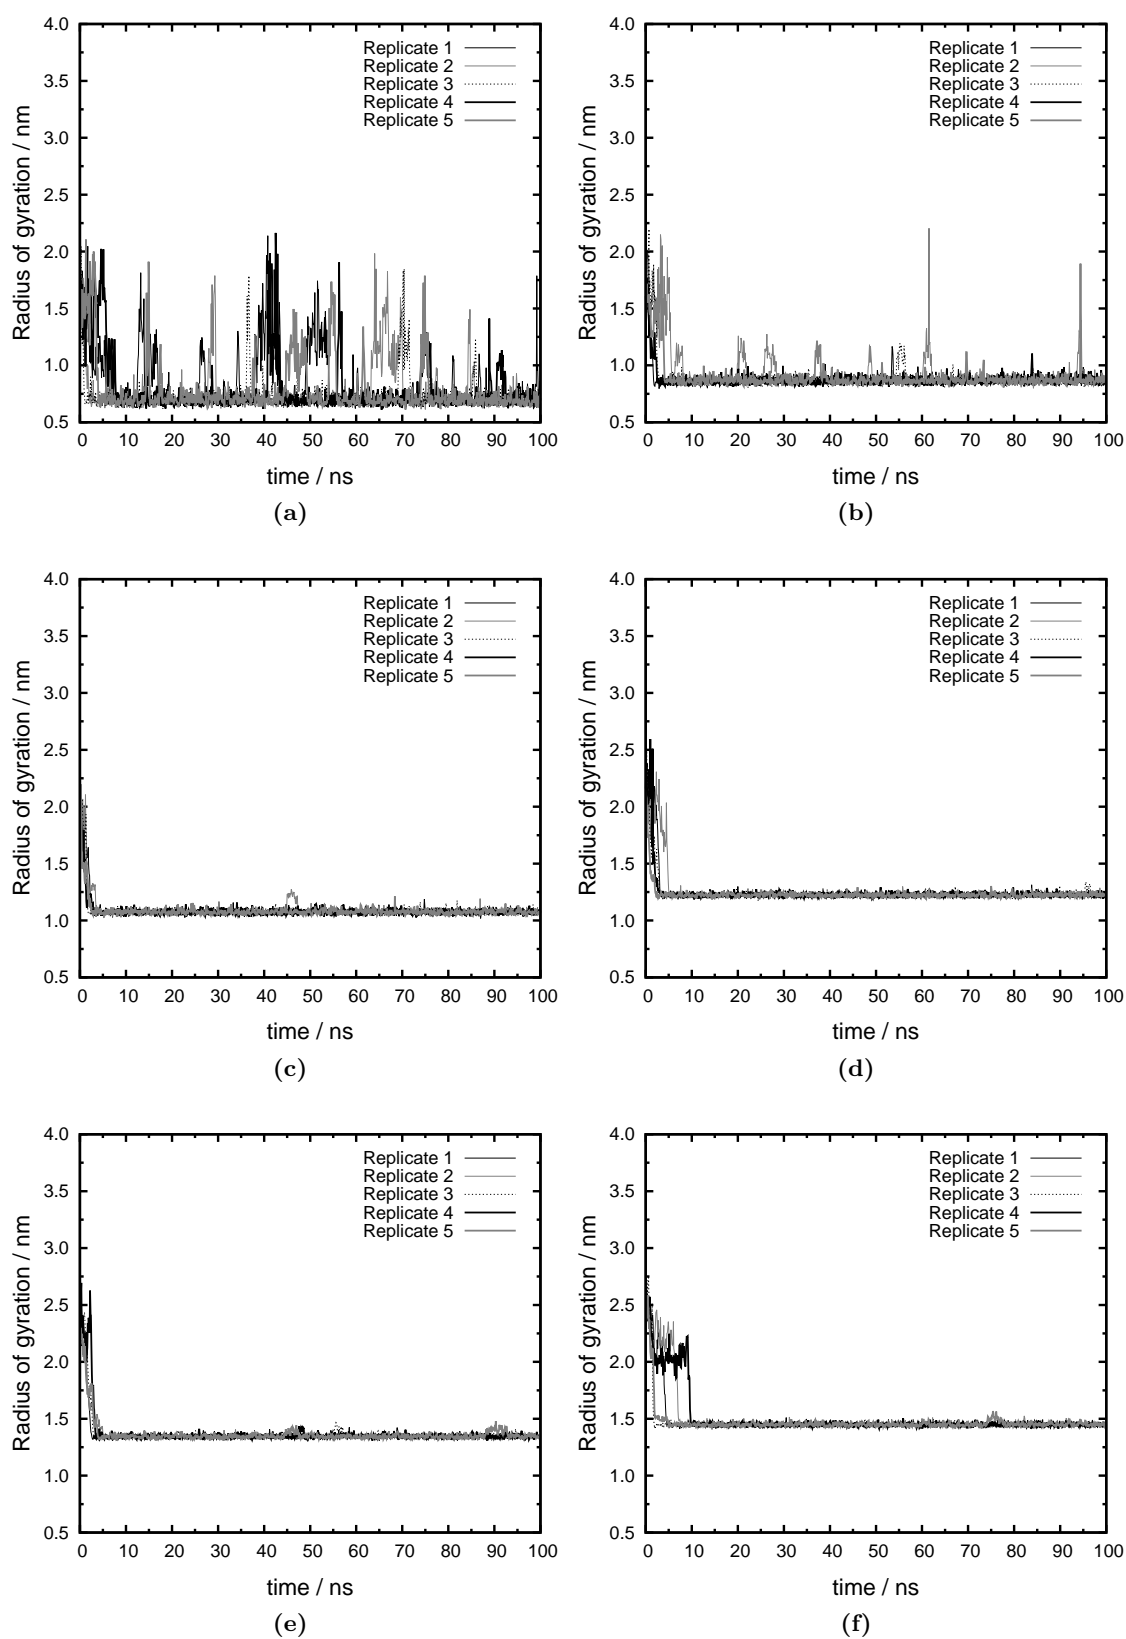 4.0
Replicate 1
Replicate 2
3.5
Replicate 3
Replicate 4
Replicate 5
3.0
2.5
2.0
1.5
1.0
0.5
Radius of gyration / nm
0 10 20 30 40 50 60 70 80 90 100
time / ns
(a)
4.0
Replicate 1
Replicate 2
3.5
Replicate 3
Replicate 4
Replicate 5
3.0
2.5
2.0
1.5
1.0
0.5
Radius of gyration / nm
0 10 20 30 40 50 60 70 80 90 100
time / ns
(b)
4.0
Replicate 1
Replicate 2
3.5
Replicate 3
Replicate 4
Replicate 5
3.0
2.5
2.0
1.5
1.0
0.5
Radius of gyration / nm
0 10 20 30 40 50 60 70 80 90 100
time / ns
(c)
4.0
Replicate 1
Replicate 2
3.5
Replicate 3
Replicate 4
Replicate 5
3.0
2.5
2.0
1.5
1.0
0.5
Radius of gyration / nm
0 10 20 30 40 50 60 70 80 90 100
time / ns
(d)
4.0
Replicate 1
Replicate 2
3.5
Replicate 3
Replicate 4
Replicate 5
3.0
2.5
2.0
1.5
1.0
0.5
Radius of gyration / nm
0 10 20 30 40 50 60 70 80 90 100
time / ns
(e)
4.0
Replicate 1
Replicate 2
3.5
Replicate 3
Replicate 4
Replicate 5
3.0
2.5
2.0
1.5
1.0
0.5
Radius of gyration / nm
0 10 20 30 40 50 60 70 80 90 100
time / ns
(f)